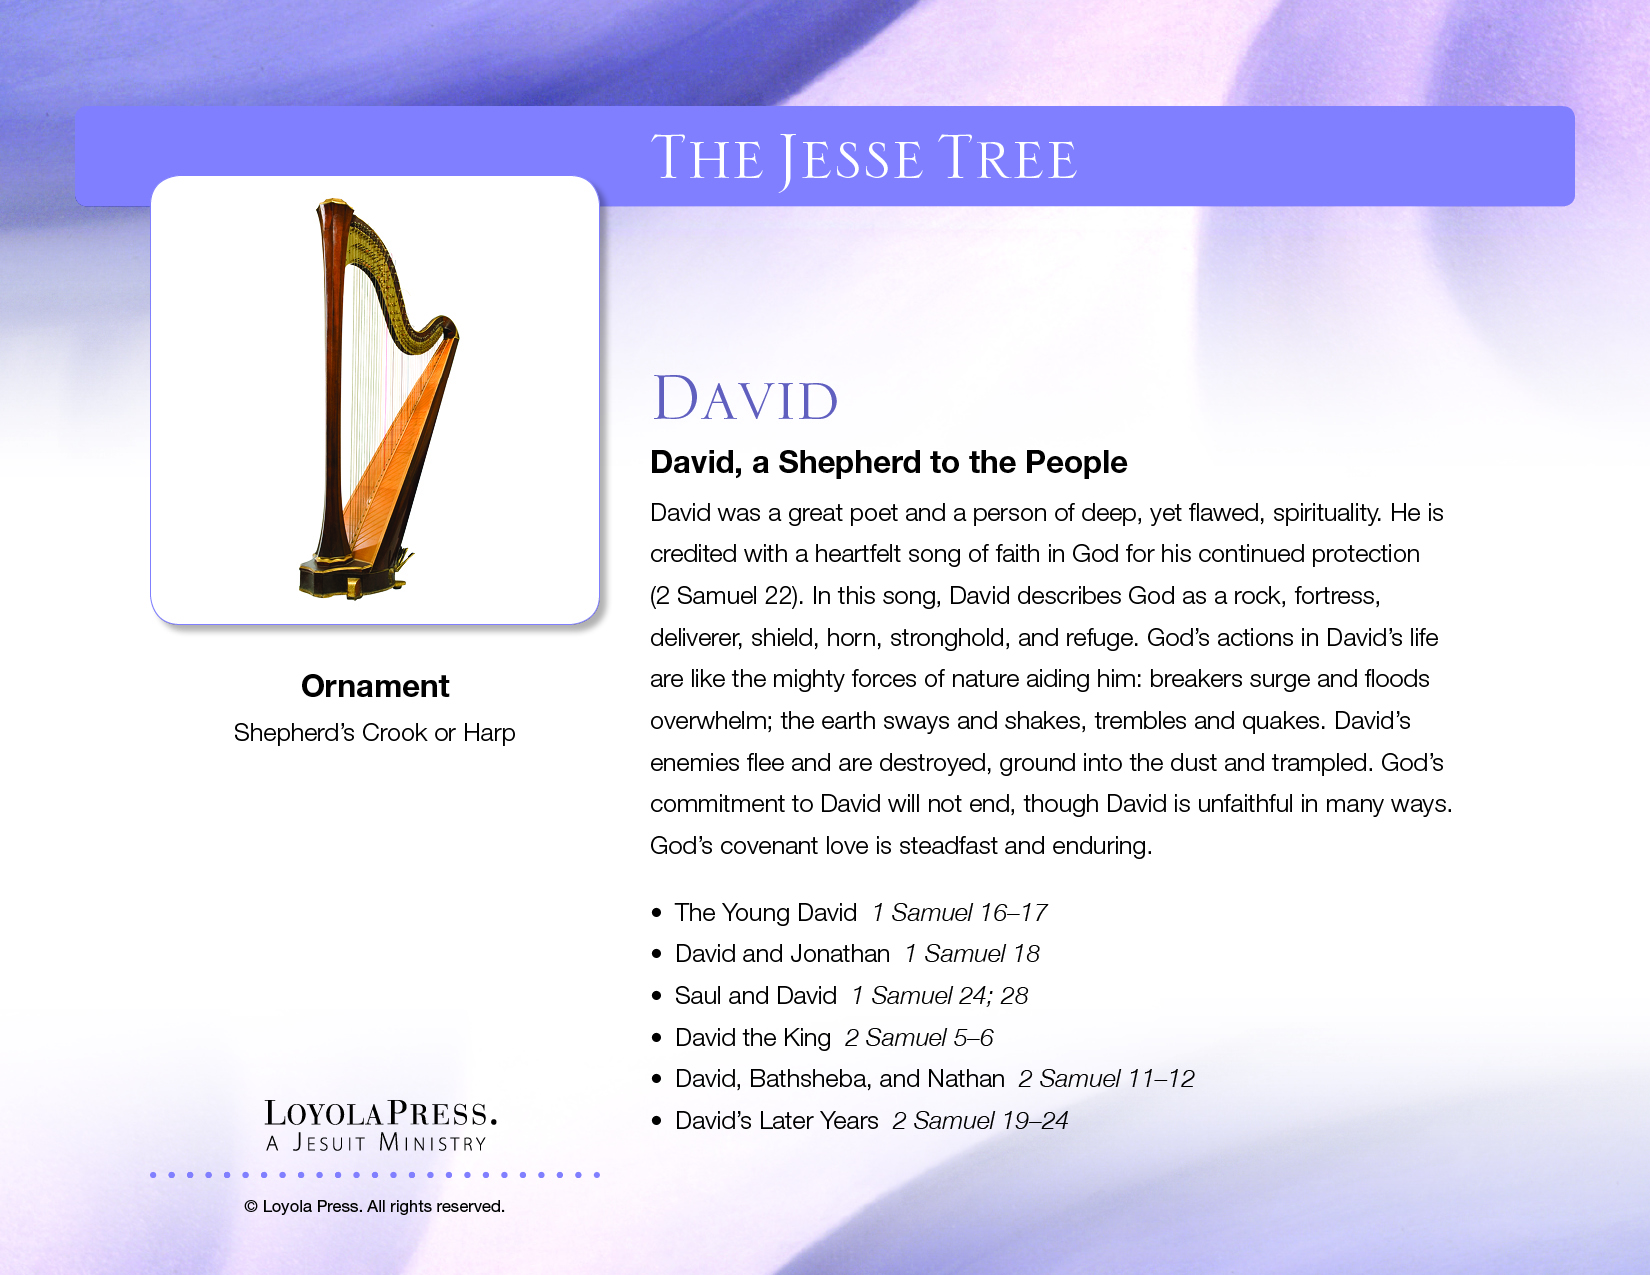 THE JESSE TREE
Ornament
Shepherd’s Crook or Harp
DAVID
David, a Shepherd to the People
David was a great poet and a person of deep, yet flawed, spirituality. He is
credited with a heartfelt song of faith in God for his continued protection
(2 Samuel 22). In this song, David describes God as a rock, fortress,
deliverer, shield, horn, stronghold, and refuge. God’s actions in David’s life
are like the mighty forces of nature aiding him: breakers surge and floods
overwhelm; the earth sways and shakes, trembles and quakes. David’s
enemies flee and are destroyed, ground into the dust and trampled. God’s
commitment to David will not end, though David is unfaithful in many ways.
God’s covenant love is steadfast and enduring.
• The Young David 1 Samuel 16–17
• David and Jonathan 1 Samuel 18
• Saul and David 1 Samuel 24; 28
• David the King 2 Samuel 5–6
• David, Bathsheba, and Nathan 2 Samuel 11–12
• David’s Later Years 2 Samuel 19–24
LOYOLAPRESS.
A JESUIT MINISTRY
© Loyola Press. All rights reserved.